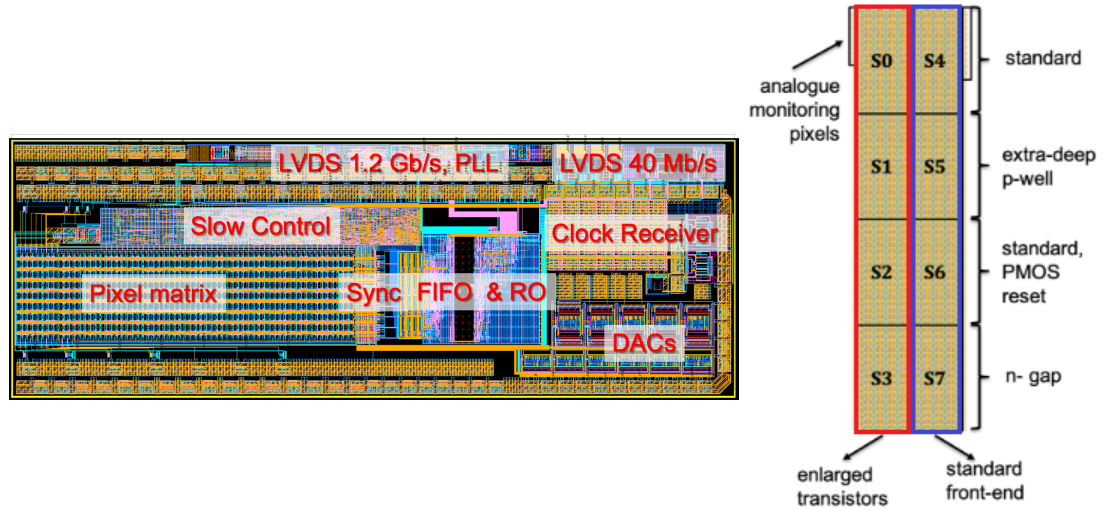 LVDS 1.2 Gb/s, PLL
LVDS 40 Mb/s
Slow Control
Clock Receiver
Pixel matrix
Sync
FIFO & RO
DACs
analogue
monitoring
pixels
S0
S4
standard
S1
S5
extra-deep
p-well
S2
S6
standard,
PMOS
reset
S3
S7
n- gap
enlarged
transistors
standard
front-end